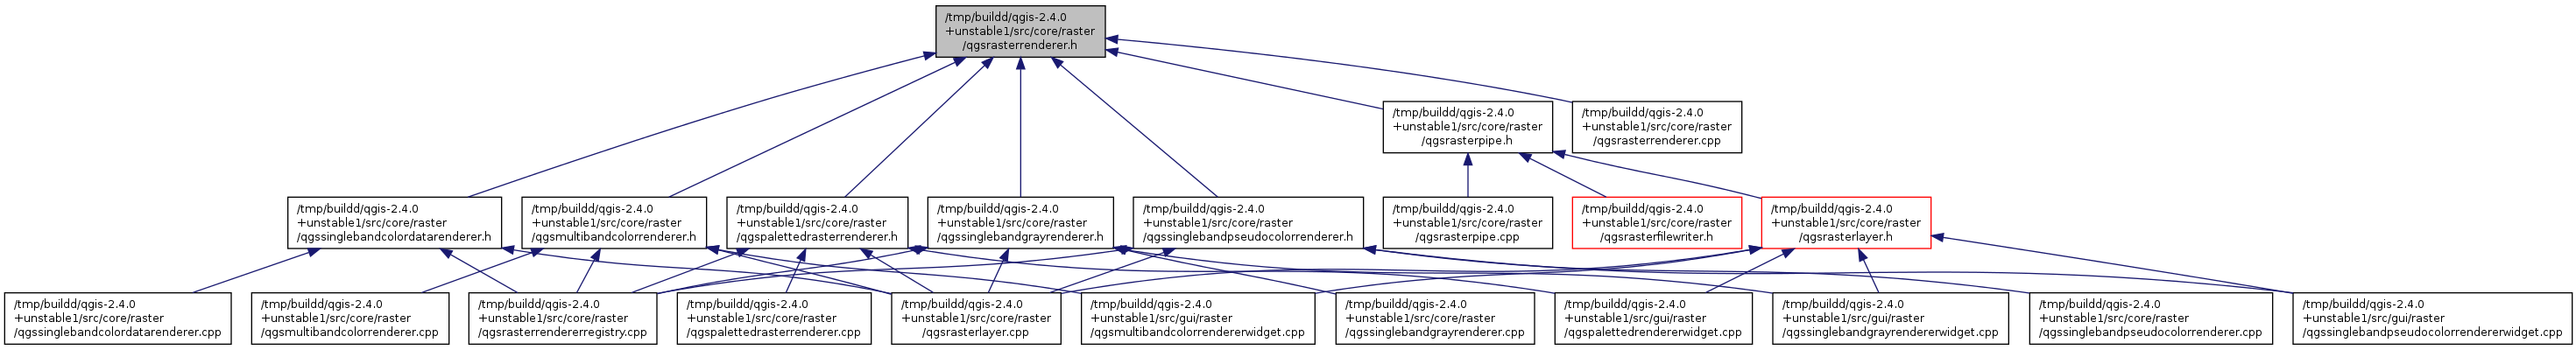 /tmp/buildd/qgis-2.4.0
+unstable1/src/core/raster
/qgsrasterrenderer.h
/tmp/buildd/qgis-2.4.0
+unstable1/src/core/raster
/qgsrasterpipe.h
/tmp/buildd/qgis-2.4.0
+unstable1/src/core/raster
/qgsrasterrenderer.cpp
/tmp/buildd/qgis-2.4.0
+unstable1/src/core/raster
/qgssinglebandcolordatarenderer.h
/tmp/buildd/qgis-2.4.0
+unstable1/src/core/raster
/qgsmultibandcolorrenderer.h
/tmp/buildd/qgis-2.4.0
+unstable1/src/core/raster
/qgspalettedrasterrenderer.h
/tmp/buildd/qgis-2.4.0
+unstable1/src/core/raster
/qgssinglebandgrayrenderer.h
/tmp/buildd/qgis-2.4.0
+unstable1/src/core/raster
/qgssinglebandpseudocolorrenderer.h
/tmp/buildd/qgis-2.4.0
+unstable1/src/core/raster
/qgsrasterpipe.cpp
/tmp/buildd/qgis-2.4.0
+unstable1/src/core/raster
/qgsrasterfilewriter.h
/tmp/buildd/qgis-2.4.0
+unstable1/src/core/raster
/qgsrasterlayer.h
/tmp/buildd/qgis-2.4.0
+unstable1/src/core/raster
/qgssinglebandcolordatarenderer.cpp
/tmp/buildd/qgis-2.4.0
+unstable1/src/core/raster
/qgsmultibandcolorrenderer.cpp
/tmp/buildd/qgis-2.4.0
+unstable1/src/core/raster
/qgsrasterrendererregistry.cpp
/tmp/buildd/qgis-2.4.0
+unstable1/src/core/raster
/qgspalettedrasterrenderer.cpp
/tmp/buildd/qgis-2.4.0
+unstable1/src/core/raster
/qgsrasterlayer.cpp
/tmp/buildd/qgis-2.4.0
+unstable1/src/gui/raster
/qgsmultibandcolorrendererwidget.cpp
/tmp/buildd/qgis-2.4.0
+unstable1/src/core/raster
/qgssinglebandgrayrenderer.cpp
/tmp/buildd/qgis-2.4.0
+unstable1/src/gui/raster
/qgspalettedrendererwidget.cpp
/tmp/buildd/qgis-2.4.0
+unstable1/src/gui/raster
/qgssinglebandgrayrendererwidget.cpp
/tmp/buildd/qgis-2.4.0
+unstable1/src/core/raster
/qgssinglebandpseudocolorrenderer.cpp
/tmp/buildd/qgis-2.4.0
+unstable1/src/gui/raster
/qgssinglebandpseudocolorrendererwidget.cpp